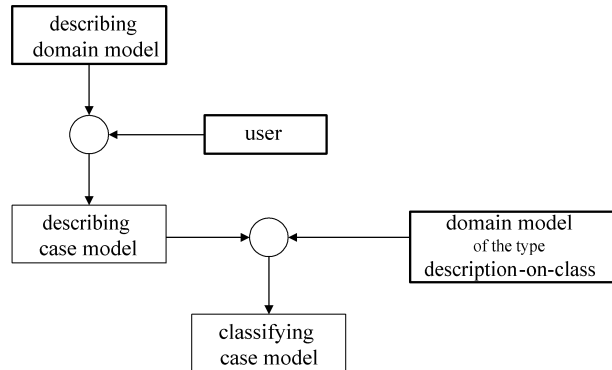 describing
domain model
user
describing
case model
domain model
of the type
description-on-class
classifying
case model